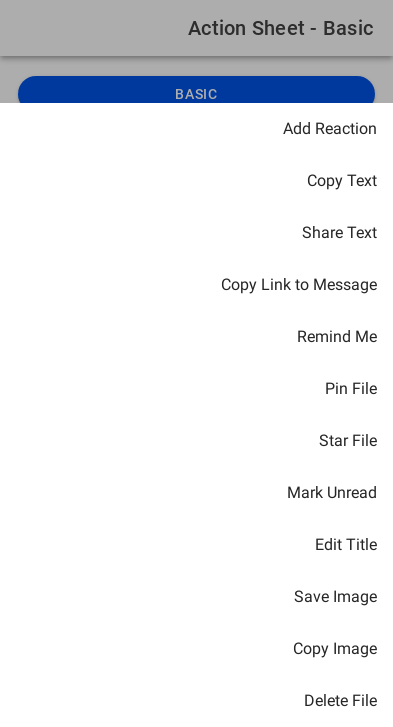 Action Sheet - Basic
BASIC
Add Reaction
Copy Text
Share Text
Copy Link to Message
Remind Me
Pin File
Star File
Mark Unread
Edit Title
Save Image
Copy Image
Delete File